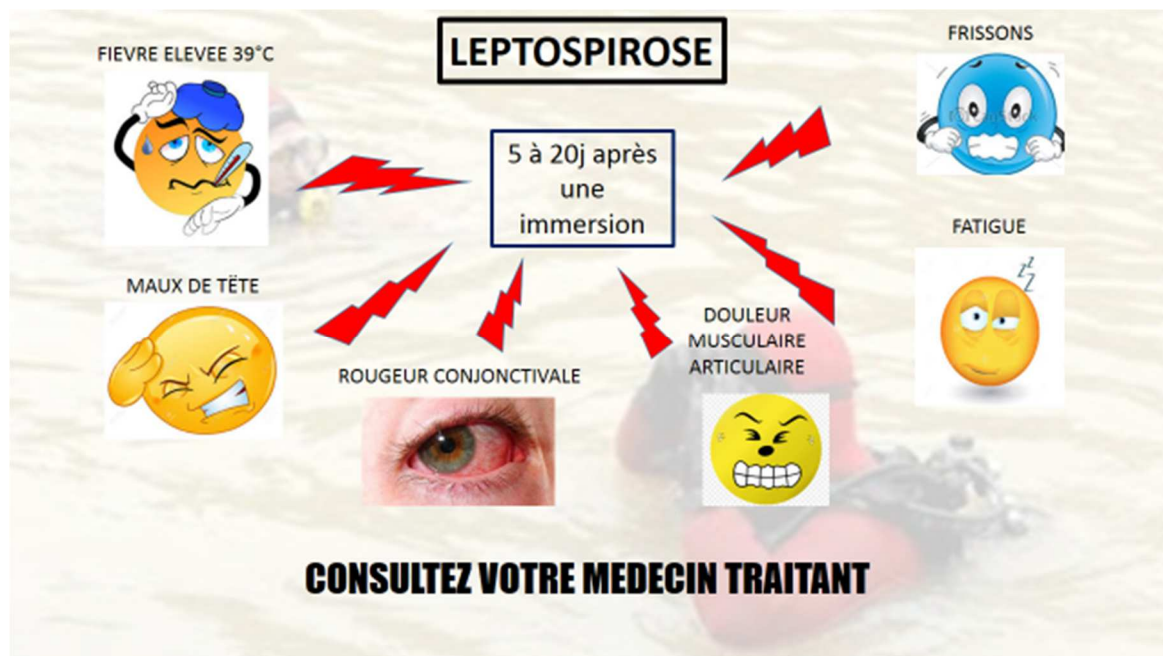 LEPTOSPIROSE
FIEVRE ELEVEE 39°C
FRISSONS
5 à 20j après
une
immersion
MAUX DE TËTE
FATIGUE
ROUGEUR CONJONCTIVALE
DOULEUR
MUSCULAIRE
ARTICULAIRE
CONSULTEZ VOTRE MEDECIN TRAITANT